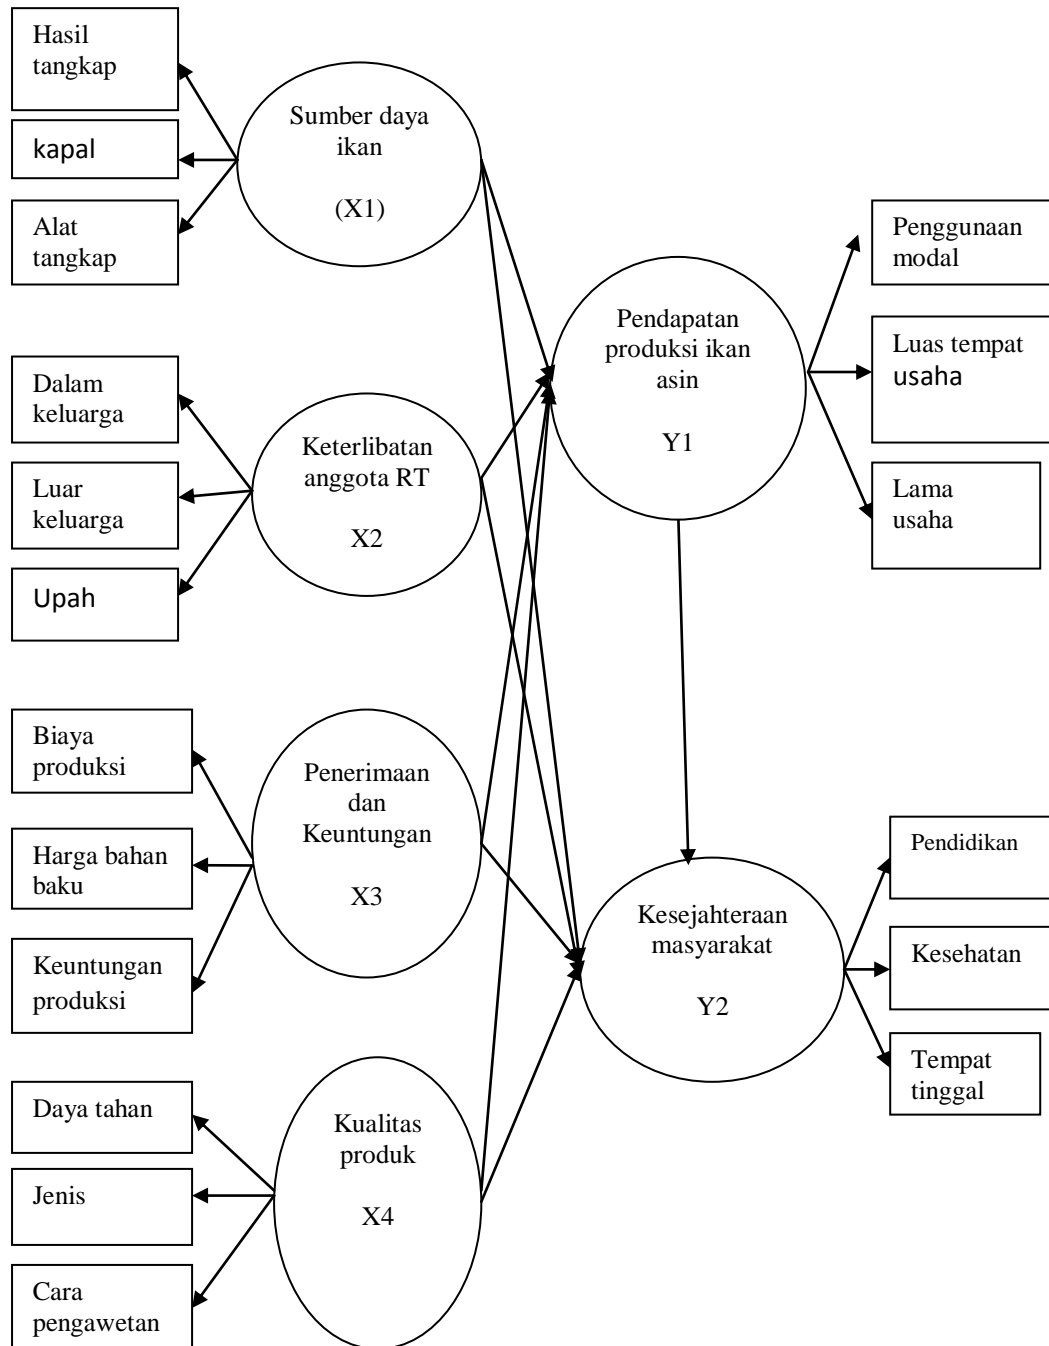 Hasil
tangkap
kapal
Alat
tangkap
Sumber daya
ikan
(X1)
Dalam
keluarga
Luar
keluarga
Upah
Keterlibatan
anggota RT
X2
Biaya
produksi
Harga bahan
baku
Keuntungan
produksi
Penerimaan
dan
Keuntungan
X3
Daya tahan
Jenis
Cara
pengawetan
Kualitas
produk
X4
Pendapatan
produksi ikan
asin
Y1
Penggunaan
modal
Luas tempat
usaha
Lama
usaha
Kesejahteraan
masyarakat
Y2
Pendidikan
Kesehatan
Tempat
tinggal